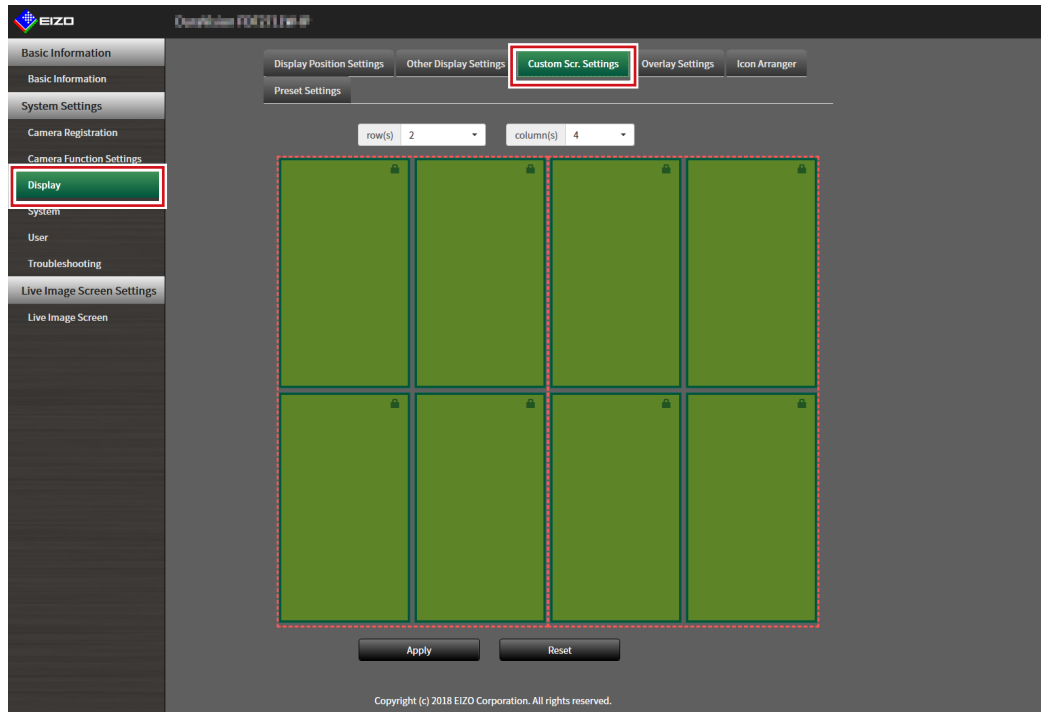 EIZO
Basic Information
Basic Information
System Settings
Camera Registration
Camera Function Settings
Display
System
User
Troubleshooting
Live Image Screen Settings
Live Image Screen
Display Position Settings Other Display Settings Custom Scr. Settings Overlay Settings Icon Arranger
Preset Settings
row(s) 2 column(s) 4
Apply Reset
Copyright (c) 2018 EIZO Corporation. All rights reserved.